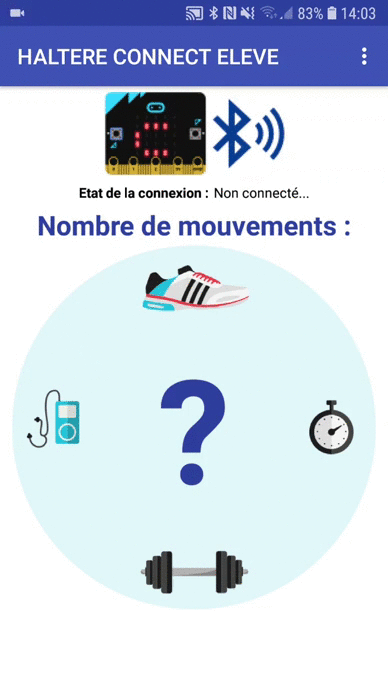 83% 14:03
HALTERE CONNECT ELEVE
Etat de la connexion : Non connecté...
Nombre de mouvements :
?